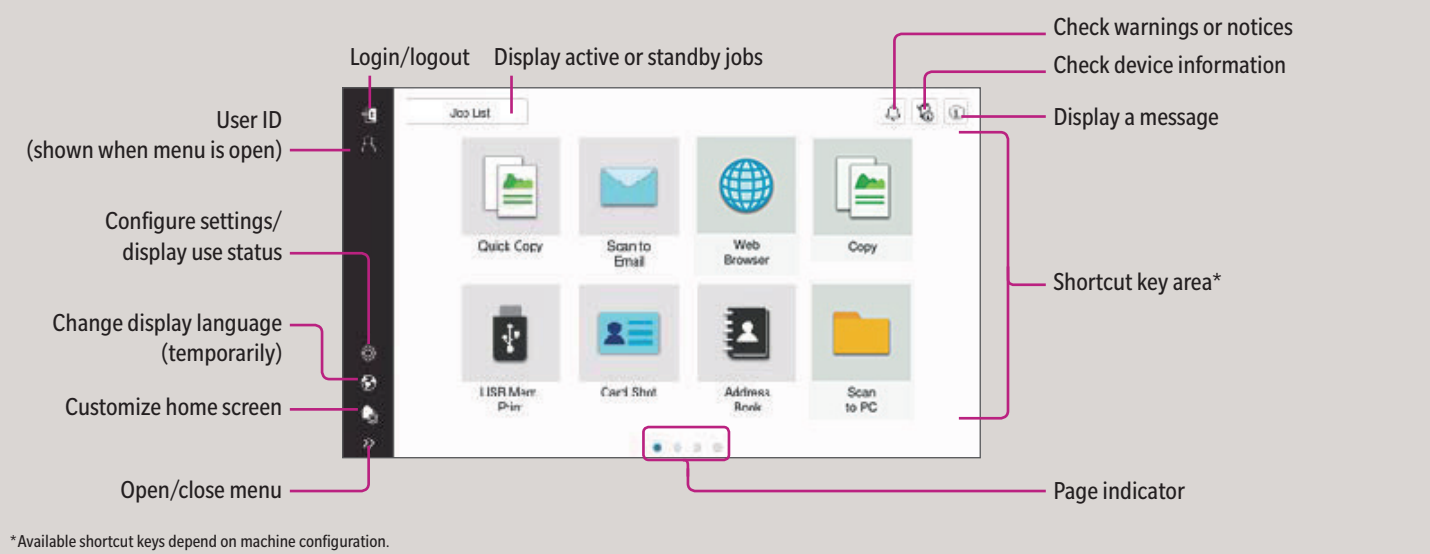 Check warnings or notices
Login/logout
Display active or standby jobs
Check device information
Job List
Display a message
User ID
(shown when menu is open)
Quick Copy
Scan to
Email
Web
Browser
Copy
Configure settings/
display use status
Shortcut key area*
Change display language
(temporarily)
USB Mem.
Print
Card Shot
Address
Book
Scan
to PC
Customize home screen
Open/close menu
Page indicator
*Available shortcut keys depend on machine configuration.